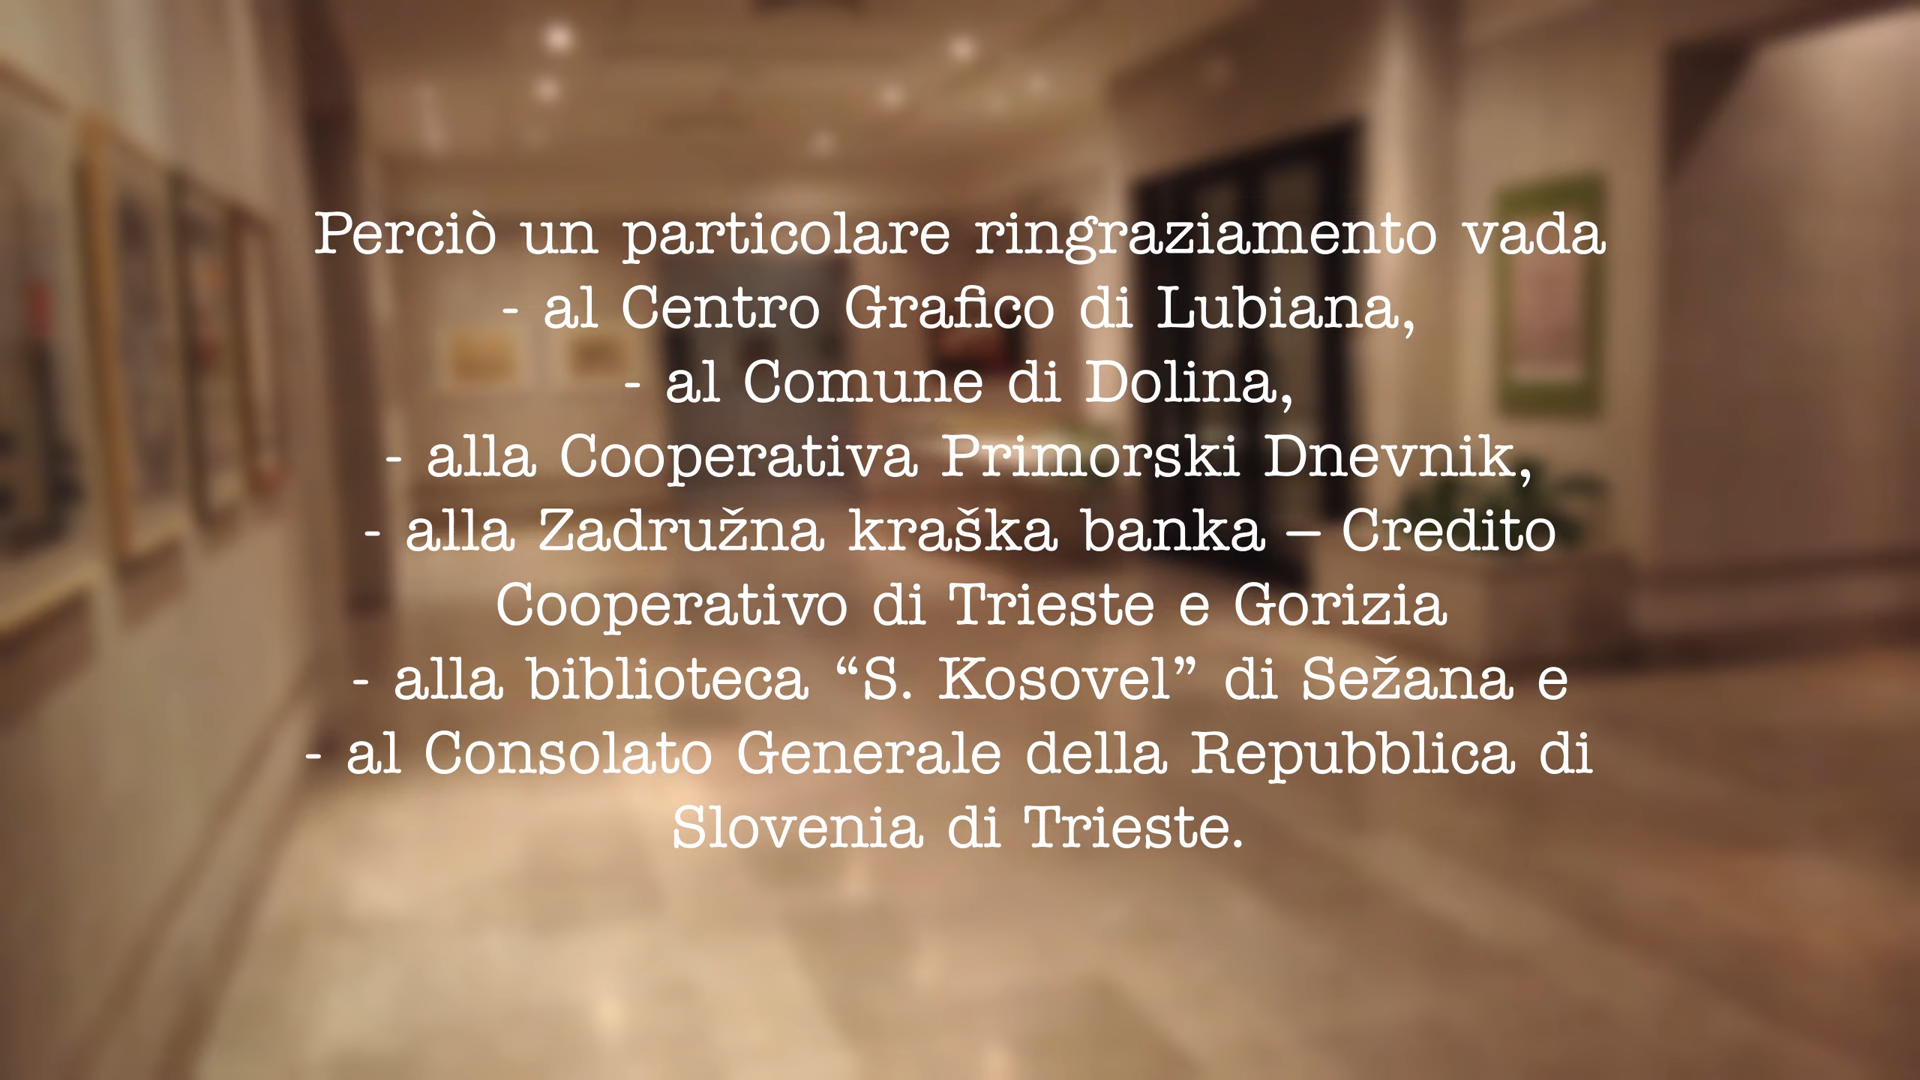 Perciò un particolare ringraziamento vada
- al Centro Grafico di Lubiana,
- al Comune di Dolina,
- alla Cooperativa Primorski Dnevnik,
- alla Zadružna kraška banka – Credito
Cooperativo di Trieste e Gorizia
- alla biblioteca “S. Kosovel” di Sežana e
- al Consolato Generale della Repubblica di
Slovenia di Trieste.